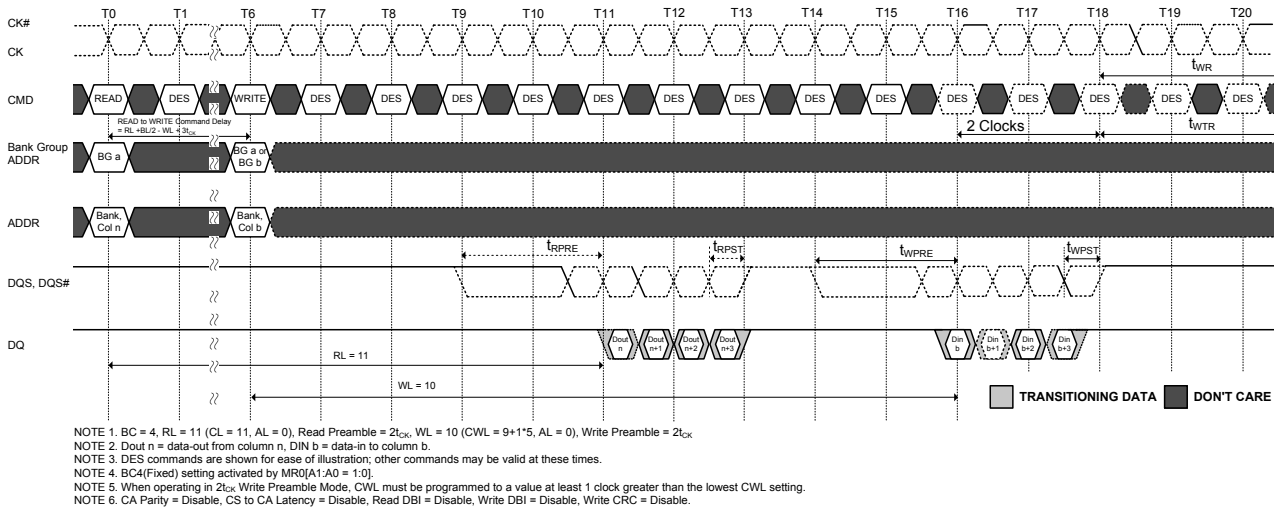 T0 T1 T6 T7 T8 T9 T10 T11 T12 T13 T14 T15 T16 T17 T18 T19 T20
CK#
CK
tWR
CMD READ DES WRITE DES DES DES DES DES DES DES DES DES DES DES DES DES DES
READ to WRITE Command Delay
= RL +BL/2 - WL + 3tCK
2 Clocks
tWTR
Bank Group
ADDR
BG a
BG a or
BG b
ADDR
Bank,
Col n
Bank,
Col b
tRPRE tRPST tWPRE tWPST
DQS, DQS#
DQ
Dout
n
Dout
n+1
Dout
n+2
Dout
n+3
Din
b
Din
b+1
Din
b+2
Din
b+3
RL = 11
WL = 10
TRANSITIONING DATA DON'T CARE
NOTE 1. BC = 4, RL = 11 (CL = 11, AL = 0), Read Preamble = 2tCK, WL = 10 (CWL = 9+1*5, AL = 0), Write Preamble = 2tCK
NOTE 2. Dout n = data-out from column n, DIN b = data-in to column b.
NOTE 3. DES commands are shown for ease of illustration; other commands may be valid at these times.
NOTE 4. BC4(Fixed) setting activated by MR0[A1:A0 = 1:0].
NOTE 5. When operating in 2tCK Write Preamble Mode, CWL must be programmed to a value at least 1 clock greater than the lowest CWL setting.
NOTE 6. CA Parity = Disable, CS to CA Latency = Disable, Read DBI = Disable, Write DBI = Disable, Write CRC = Disable.